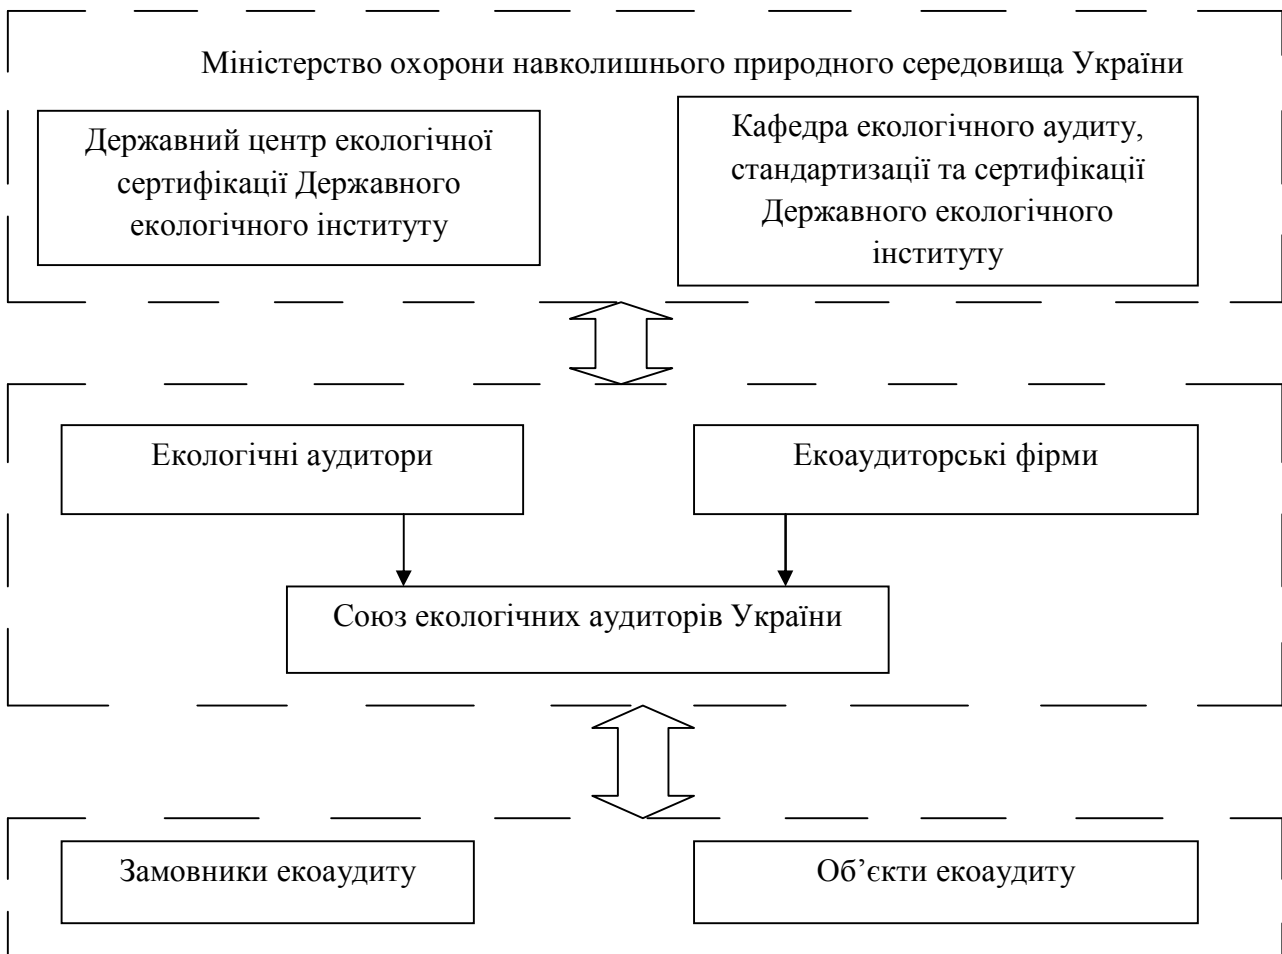 Міністерство охорони навколишнього природного середовища України
Державний центр екологічної
сертифікації Державного
екологічного інституту
Кафедра екологічного аудиту,
стандартизації та сертифікації
Державного екологічного
інституту
Екологічні аудитори
Екоаудиторські фірми
Союз екологічних аудиторів України
Замовники екоаудиту
Об’єкти екоаудиту